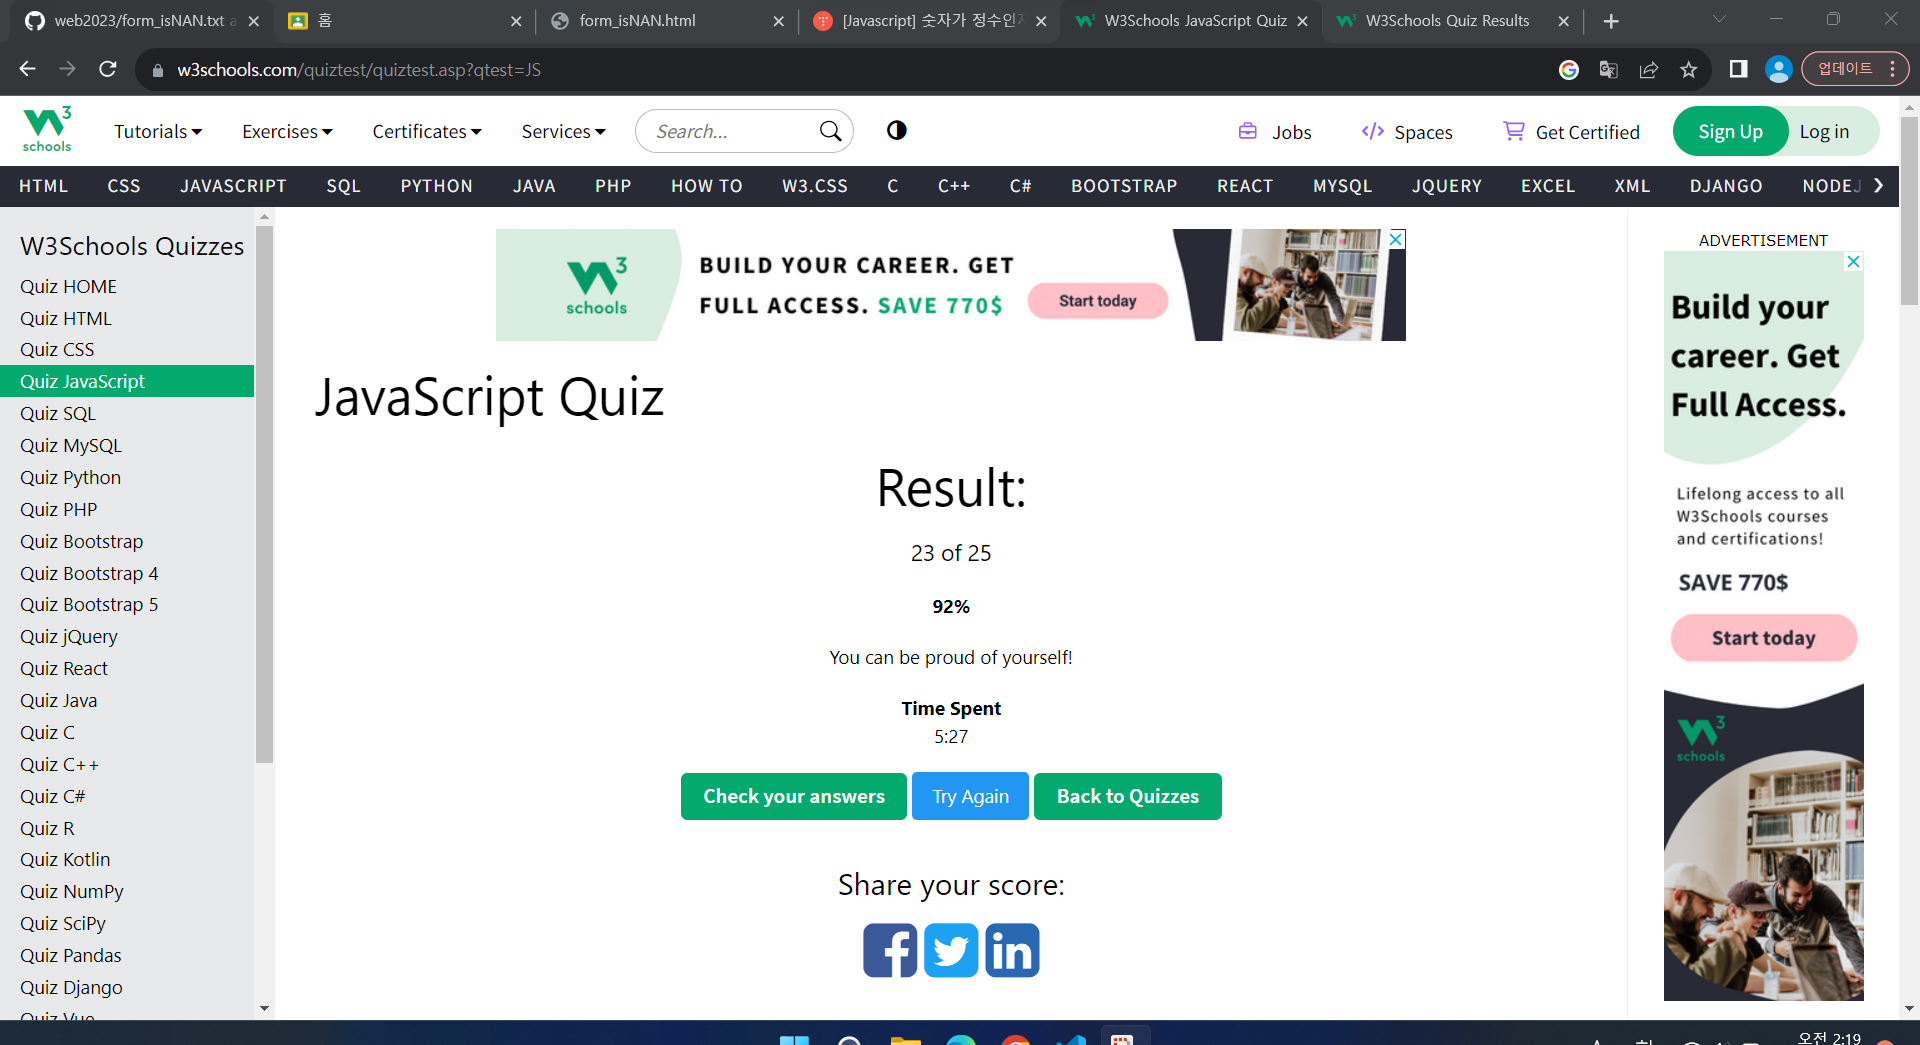 web2023/form_isNAN.txt a
홈
form_isNAN.html
[Javascript] 숫자가 정수인지
W3Schools JavaScript Quiz
W3Schools Quiz Results
w3schools.com/quiztest/quiztest.asp?qtest=JS
업데이트
3
schools
Tutorials
Exercises
Certificates
Services
Search...
Jobs
Spaces
Get Certified
Sign Up
Log in
HTML CSS JAVASCRIPT SQL PYTHON JAVA PHP HOW TO W3.CSS C C++ C# BOOTSTRAP REACT MYSQL JQUERY EXCEL XML DJANGO NODEJ
W3Schools Quizzes
Quiz HOME
Quiz HTML
Quiz CSS
Quiz JavaScript
Quiz SQL
Quiz MySQL
Quiz Python
Quiz PHP
Quiz Bootstrap
Quiz Bootstrap 4
Quiz Bootstrap 5
Quiz jQuery
Quiz React
Quiz Java
Quiz C
Quiz C++
Quiz C#
Quiz R
Quiz Kotlin
Quiz NumPy
Quiz SciPy
Quiz Pandas
Quiz Django
Quiz Vue
3
schools
BUILD YOUR CAREER. GET
FULL ACCESS. SAVE 770$
Start today
JavaScript Quiz
Result:
23 of 25
92%
You can be proud of yourself!
Time Spent
5:27
Check your answers
Try Again
Back to Quizzes
Share your score:
ADVERTISEMENT
Build your
career. Get
Full Access.
Lifelong access to all
W3Schools courses
and certifications!
SAVE 770$
Start today
3
schools
오전 2:19